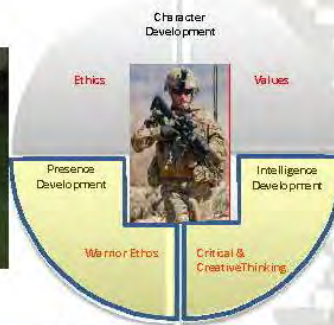 Character
Development
Ethics
Values
Presence
Development
Intelligence
Development
Warrior Ethos
Critical &
CreativeThinking